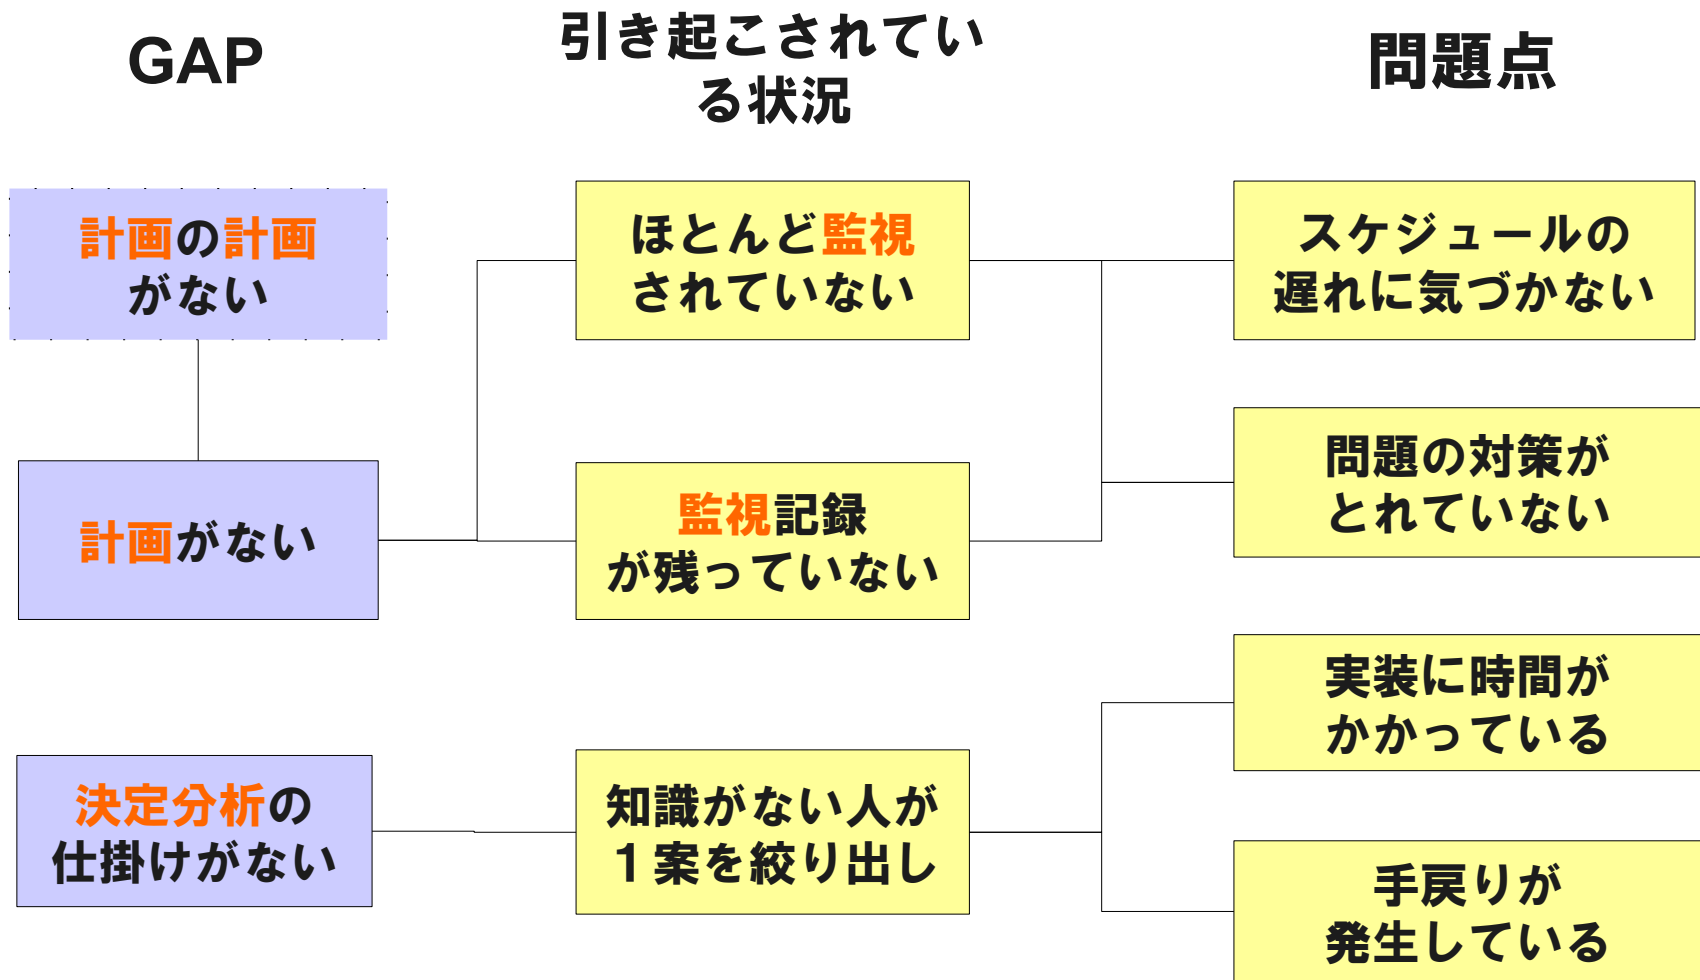 GAP
引き起こされてい
る状況
問題点
計画の計画
がない
ほとんど監視
されていない
スケジュールの
遅れに気づかない
計画がない
監視記録
が残っていない
問題の対策が
とれていない
決定分析の
仕掛けがない
知識がない人が
１案を絞り出し
実装に時間が
かかっている
手戻りが
発生している